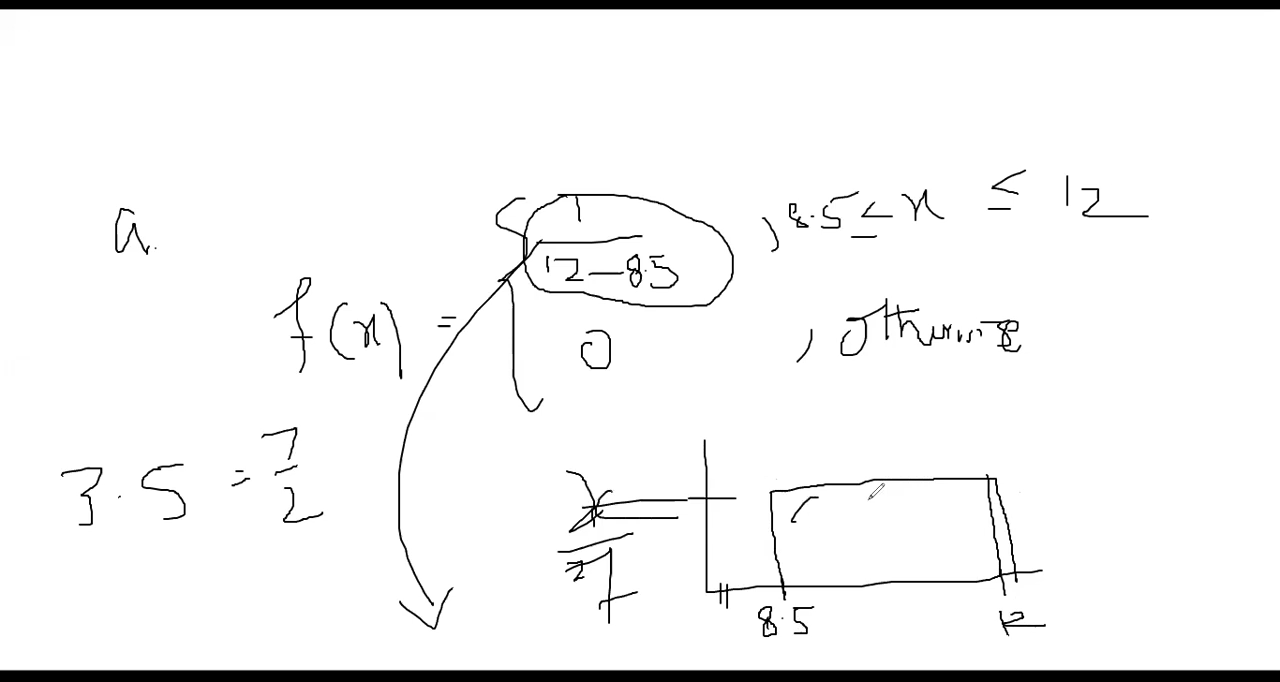 a.
1
12-8.5
, 8.5 ≤ x ≤ 12
f(x) =
0 , otherwise
3.5 = 7
2
2
7
8.5 12